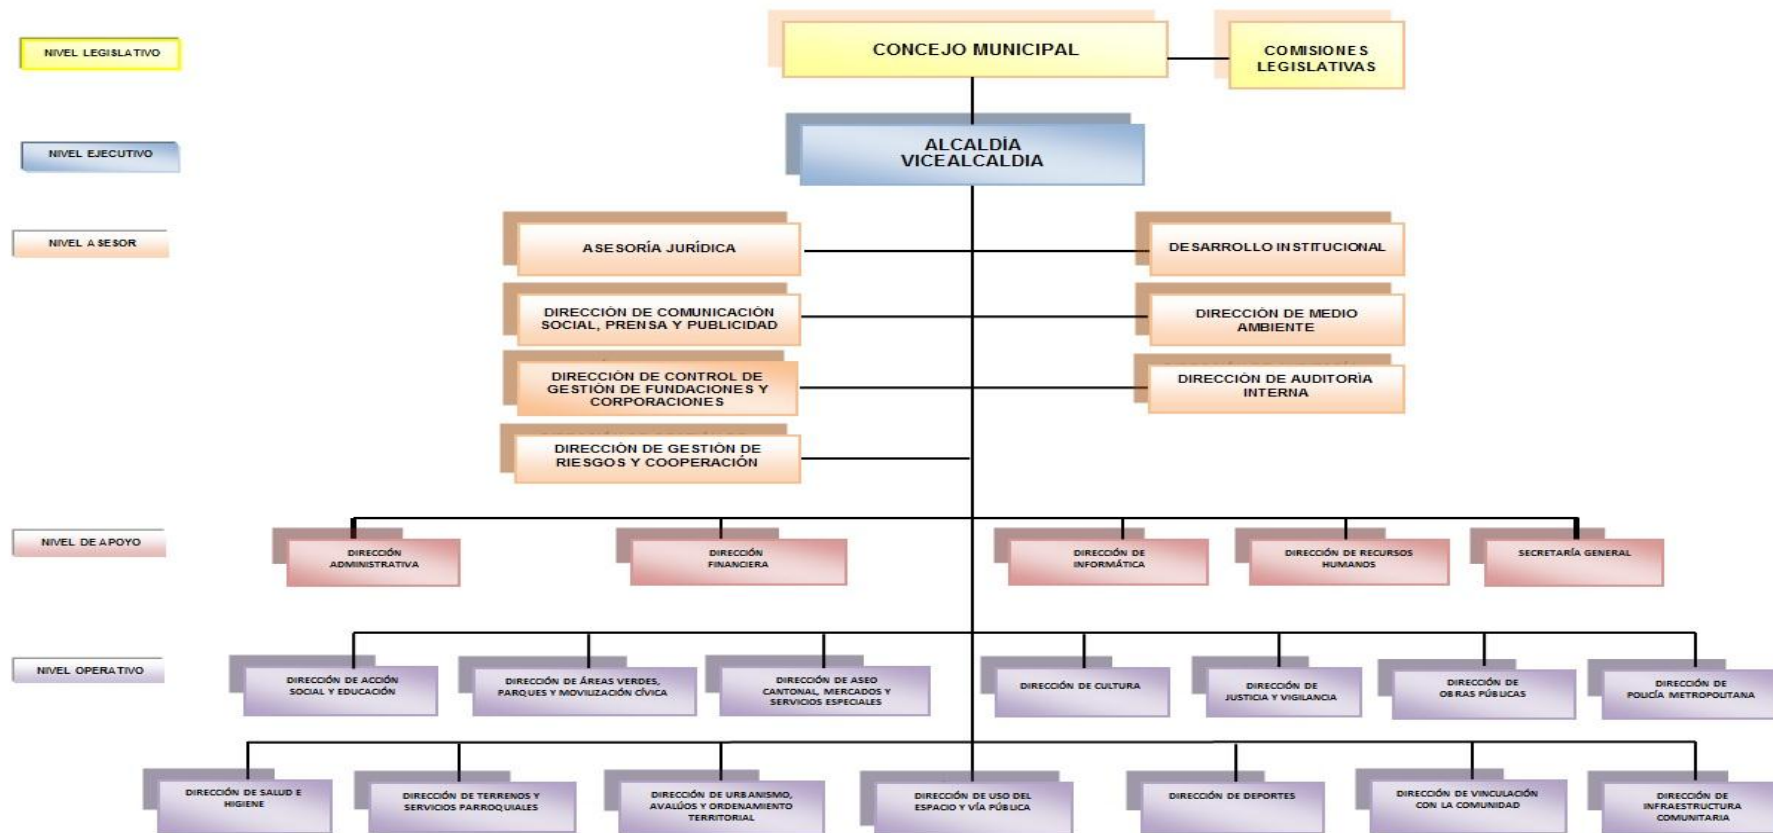 NIVEL LEGISLATIVO
CONCEJO MUNICIPAL
COMISIONES
LEGISLATIVAS
NIVEL EJECUTIVO
ALCALDÍA
VICEALCALDIA
NIVEL ASESOR
ASESORÍA JURÍDICA
DESARROLLO INSTITUCIONAL
DIRECCIÓN DE COMUNICACIÓN
SOCIAL, PRENSA Y PUBLICIDAD
DIRECCIÓN DE MEDIO
AMBIENTE
DIRECCIÓN DE CONTROL DE
GESTIÓN DE FUNDACIONES Y
CORPORACIONES
DIRECCIÓN DE AUDITORÍA
INTERNA
DIRECCIÓN DE GESTIÓN DE
RIESGOS Y COOPERACIÓN
NIVEL DE APOYO
DIRECCIÓN
ADMINISTRATIVA
DIRECCIÓN
FINANCIERA
DIRECCIÓN DE
INFORMÁTICA
DIRECCIÓN DE RECURSOS
HUMANOS
SECRETARÍA GENERAL
NIVEL OPERATIVO
DIRECCIÓN DE ACCIÓN
SOCIAL Y EDUCACIÓN
DIRECCIÓN DE ÁREAS VERDES,
PARQUES Y MOVILIZACIÓN CÍVICA
DIRECCIÓN DE ASEO
CANTONAL, MERCADOS Y
SERVICIOS ESPECIALES
DIRECCIÓN DE CULTURA
DIRECCIÓN DE
JUSTICIA Y VIGILANCIA
DIRECCIÓN DE
OBRAS PÚBLICAS
DIRECCIÓN DE
POLICÍA METROPOLITANA
DIRECCIÓN DE SALUD E
HIGIENE
DIRECCIÓN DE TERRENOS Y
SERVICIOS PARROQUIALES
DIRECCIÓN DE URBANISMO,
AVALÚOS Y ORDENAMIENTO
TERRITORIAL
DIRECCIÓN DE USO DEL
ESPACIO Y VÍA PÚBLICA
DIRECCIÓN DE DEPORTES
DIRECCIÓN DE VINCULACIÓN
CON LA COMUNIDAD
DIRECCIÓN DE
INFRAESTRUCTURA
COMUNITARIA